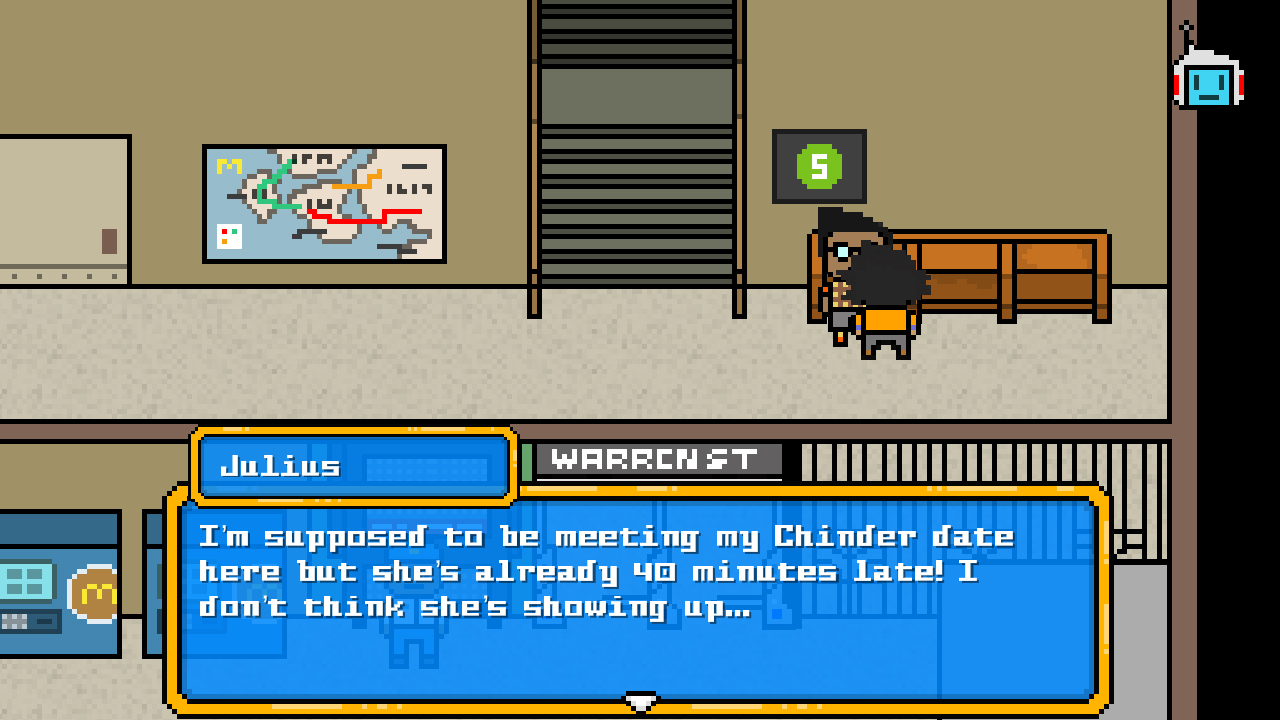 M
5
WARREN ST
Julius
I'm supposed to be meeting my Chinder date
here but she's already 40 minutes late! I
don't think she's showing up...
M